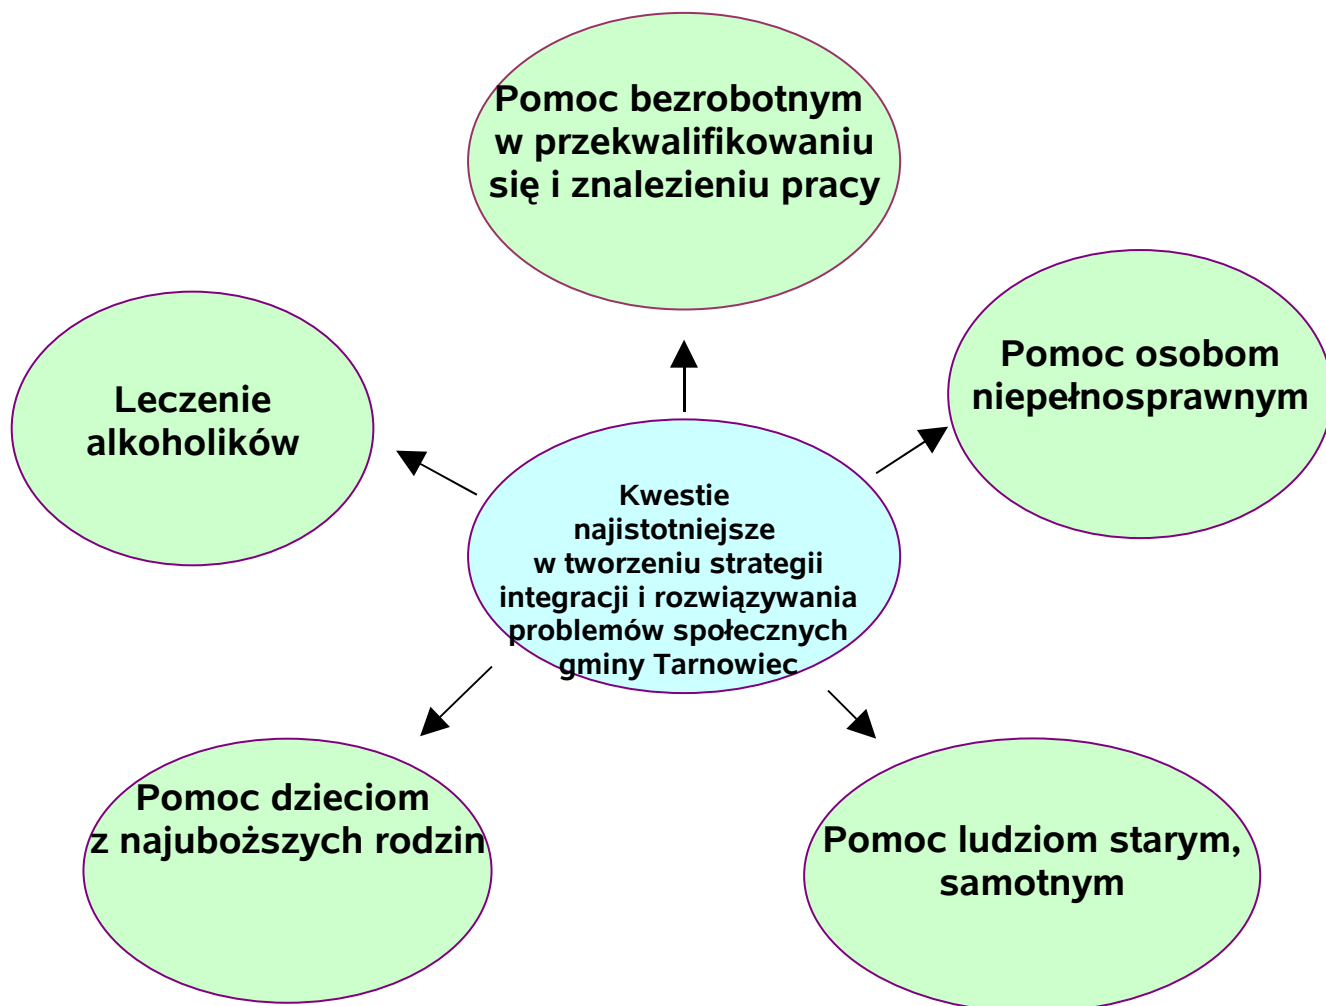 Pomoc bezrobotnym
w przekwalifikowaniu
się i znalezieniu pracy
Pomoc osobom
niepełnosprawnym
Leczenie
alkoholików
Kwestie
najistotniejsze
w tworzeniu strategii
integracji i rozwiązywania
problemów społecznych
gminy Tarnowiec
Pomoc dzieciom
z najuboższych rodzin
Pomoc ludziom starym,
samotnym